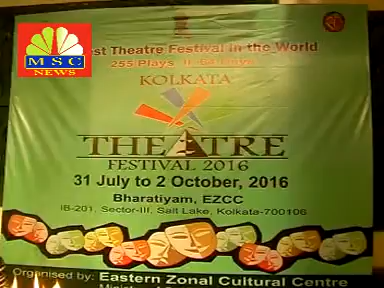 MSC
NEWS
est Theatre Festival in the World
255 Plays
KOLKATA
THEATRE
FESTIVAL 2016
31 July to 2 October, 2016
Bharatiyam, EZCC
IB-201, Sector-III, Salt Lake, Kolkata-700106
Organised by: Eastern Zonal Cultural Centre